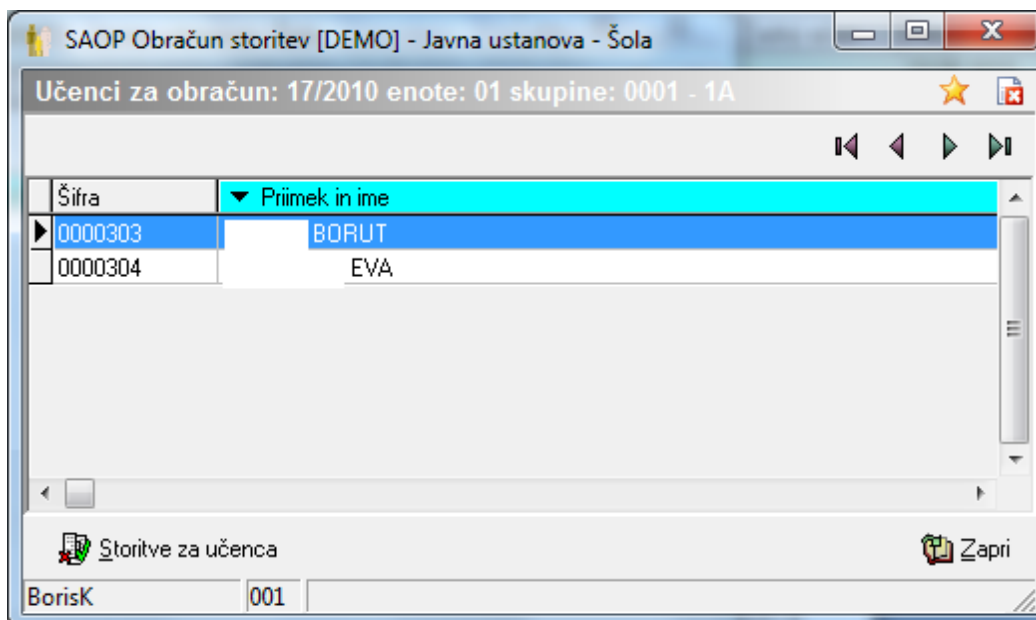 SAOP Obračun storitev [DEMO] - Javna ustanova - Šola
Učenci za obračun: 17/2010 enote: 01 skupine: 0001 - 1A
Šifra Priimek in ime
0000303 BORUT
0000304 EVA
Storitve za učenca Zapri
BorisK 001